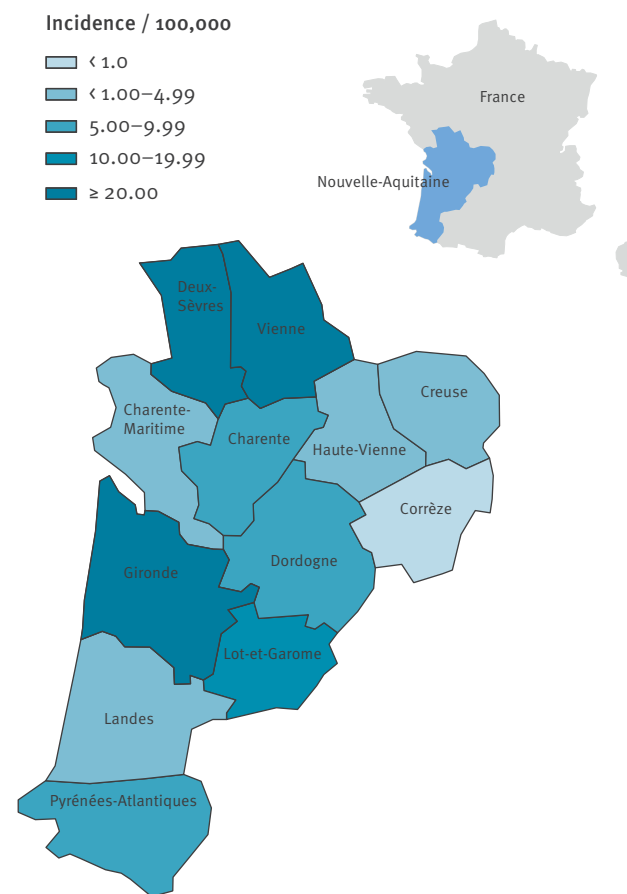 Incidence / 100,000
< 1.0
< 1.00–4.99
5.00–9.99
10.00–19.99
≥ 20.00
France
Nouvelle-Aquitaine
Deux-
Sèvres
Vienne
Creuse
Charente-
Maritime
Charente
Haute-Vienne
Corrèze
Gironde
Dordogne
Lot-et-Garome
Landes
Pyrénées-Atlantiques